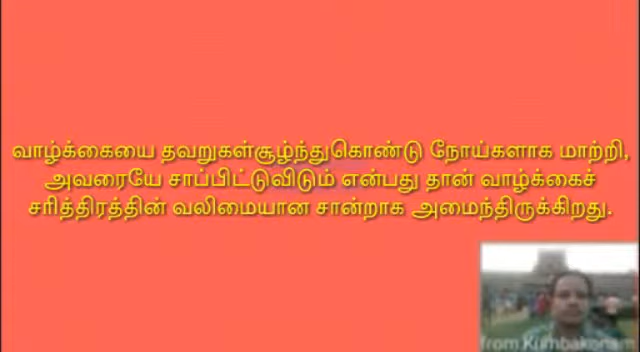 வாழ்க்கையை தவறுகள்சூழ்ந்துகொண்டு நோய்களாக மாற்றி,
அவரையே சாப்பிட்டுவிடும் என்பது தான் வாழ்க்கைச்
சரித்திரத்தின் வலிமையான சான்றாக அமைந்திருக்கிறது.
from Kumbakonam